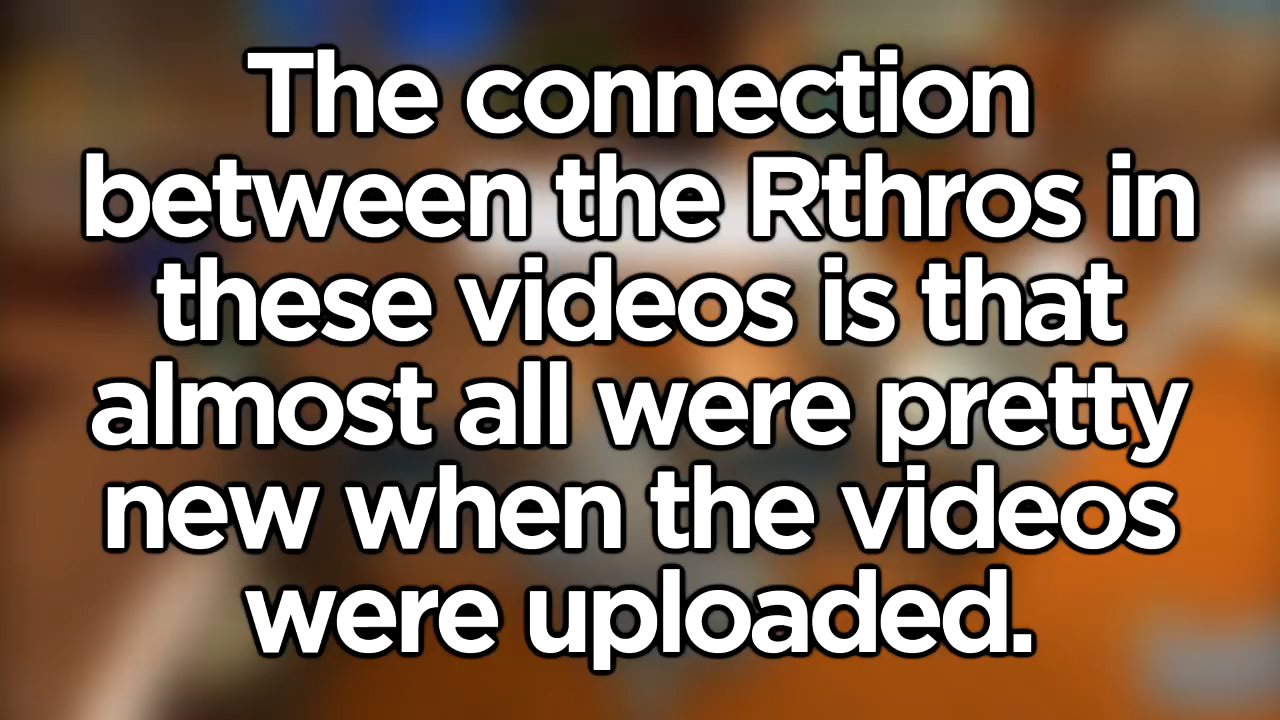 The connection
between the Rthros in
these videos is that
almost all were pretty
new when the videos
were uploaded.